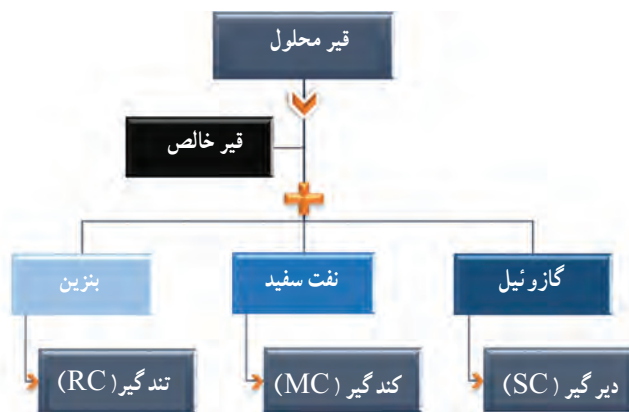 قیر محلول
قیر خالص
گازوئیل
نفت سفید
بنزین
دیر گیر (SC)
کند گیر (MC)
تند گیر (RC)